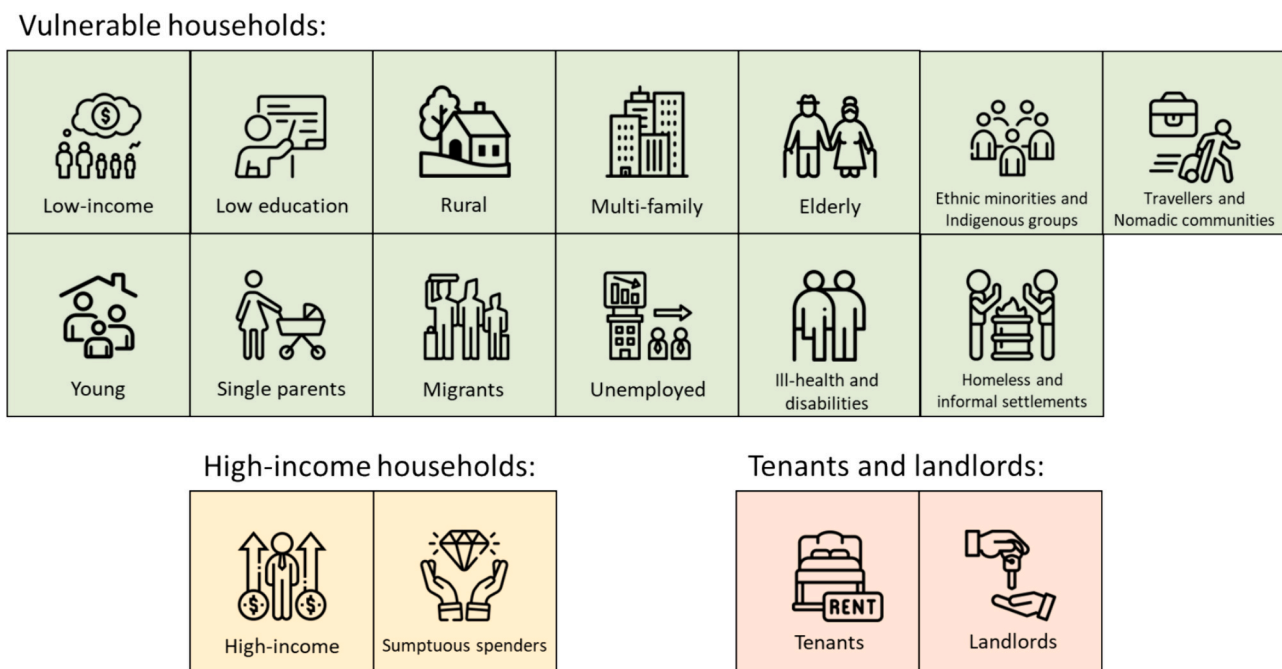 Vulnerable households:
Low-income
Low education
Rural
Multi-family
Elderly
Ethnic minorities and
Indigenous groups
Travellers and
Nomadic communities
Young
Single parents
Migrants
Unemployed
Ill-health and
disabilities
Homeless and
informal settlements
High-income households:
$
$
High-income
Sumptuous spenders
Tenants and landlords:
RENT
Tenants
Landlords